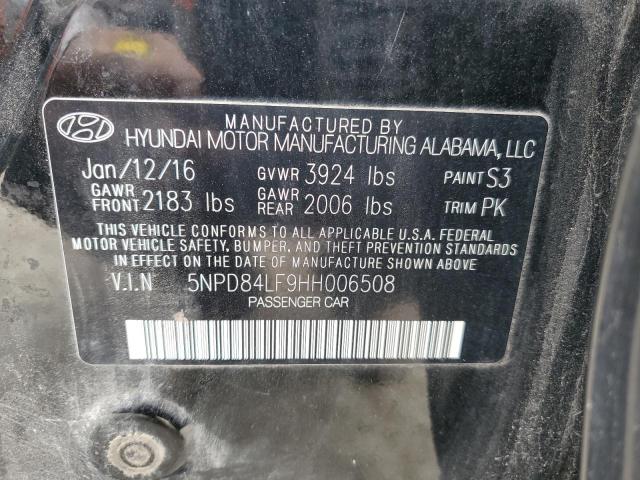 MANUFACTURED BY
HYUNDAI MOTOR MANUFACTURING ALABAMA, LLC
Jan/12/16 GVWR 3924 lbs PAINT S3
GAWR FRONT 2183 lbs GAWR REAR 2006 lbs TRIM PK
THIS VEHICLE CONFORMS TO ALL APPLICABLE U.S.A. FEDERAL
MOTOR VEHICLE SAFETY, BUMPER, AND THEFT PREVENTION STANDARDS
IN EFFECT ON THE DATE OF MANUFACTURE SHOWN ABOVE.
V.I.N 5NPD84LF9HH006508
PASSENGER CAR